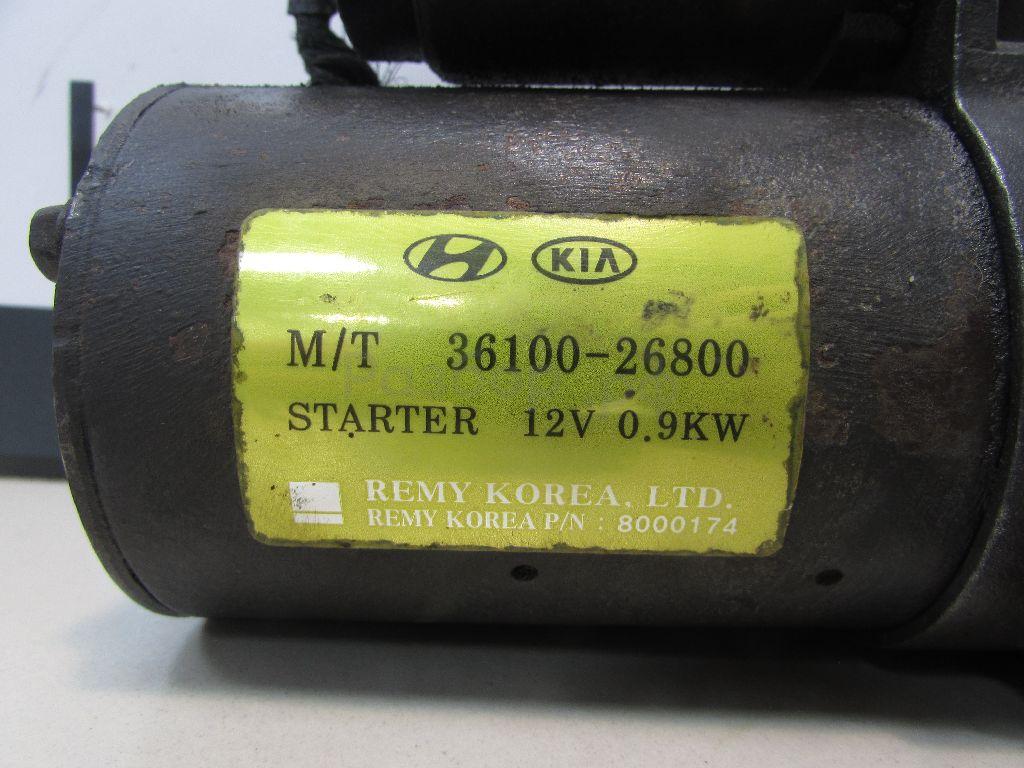 KIA
M/T 36100-26800
STARTER 12V 0.9KW
REMY KOREA, LTD.
REMY KOREA P/N : 8000174